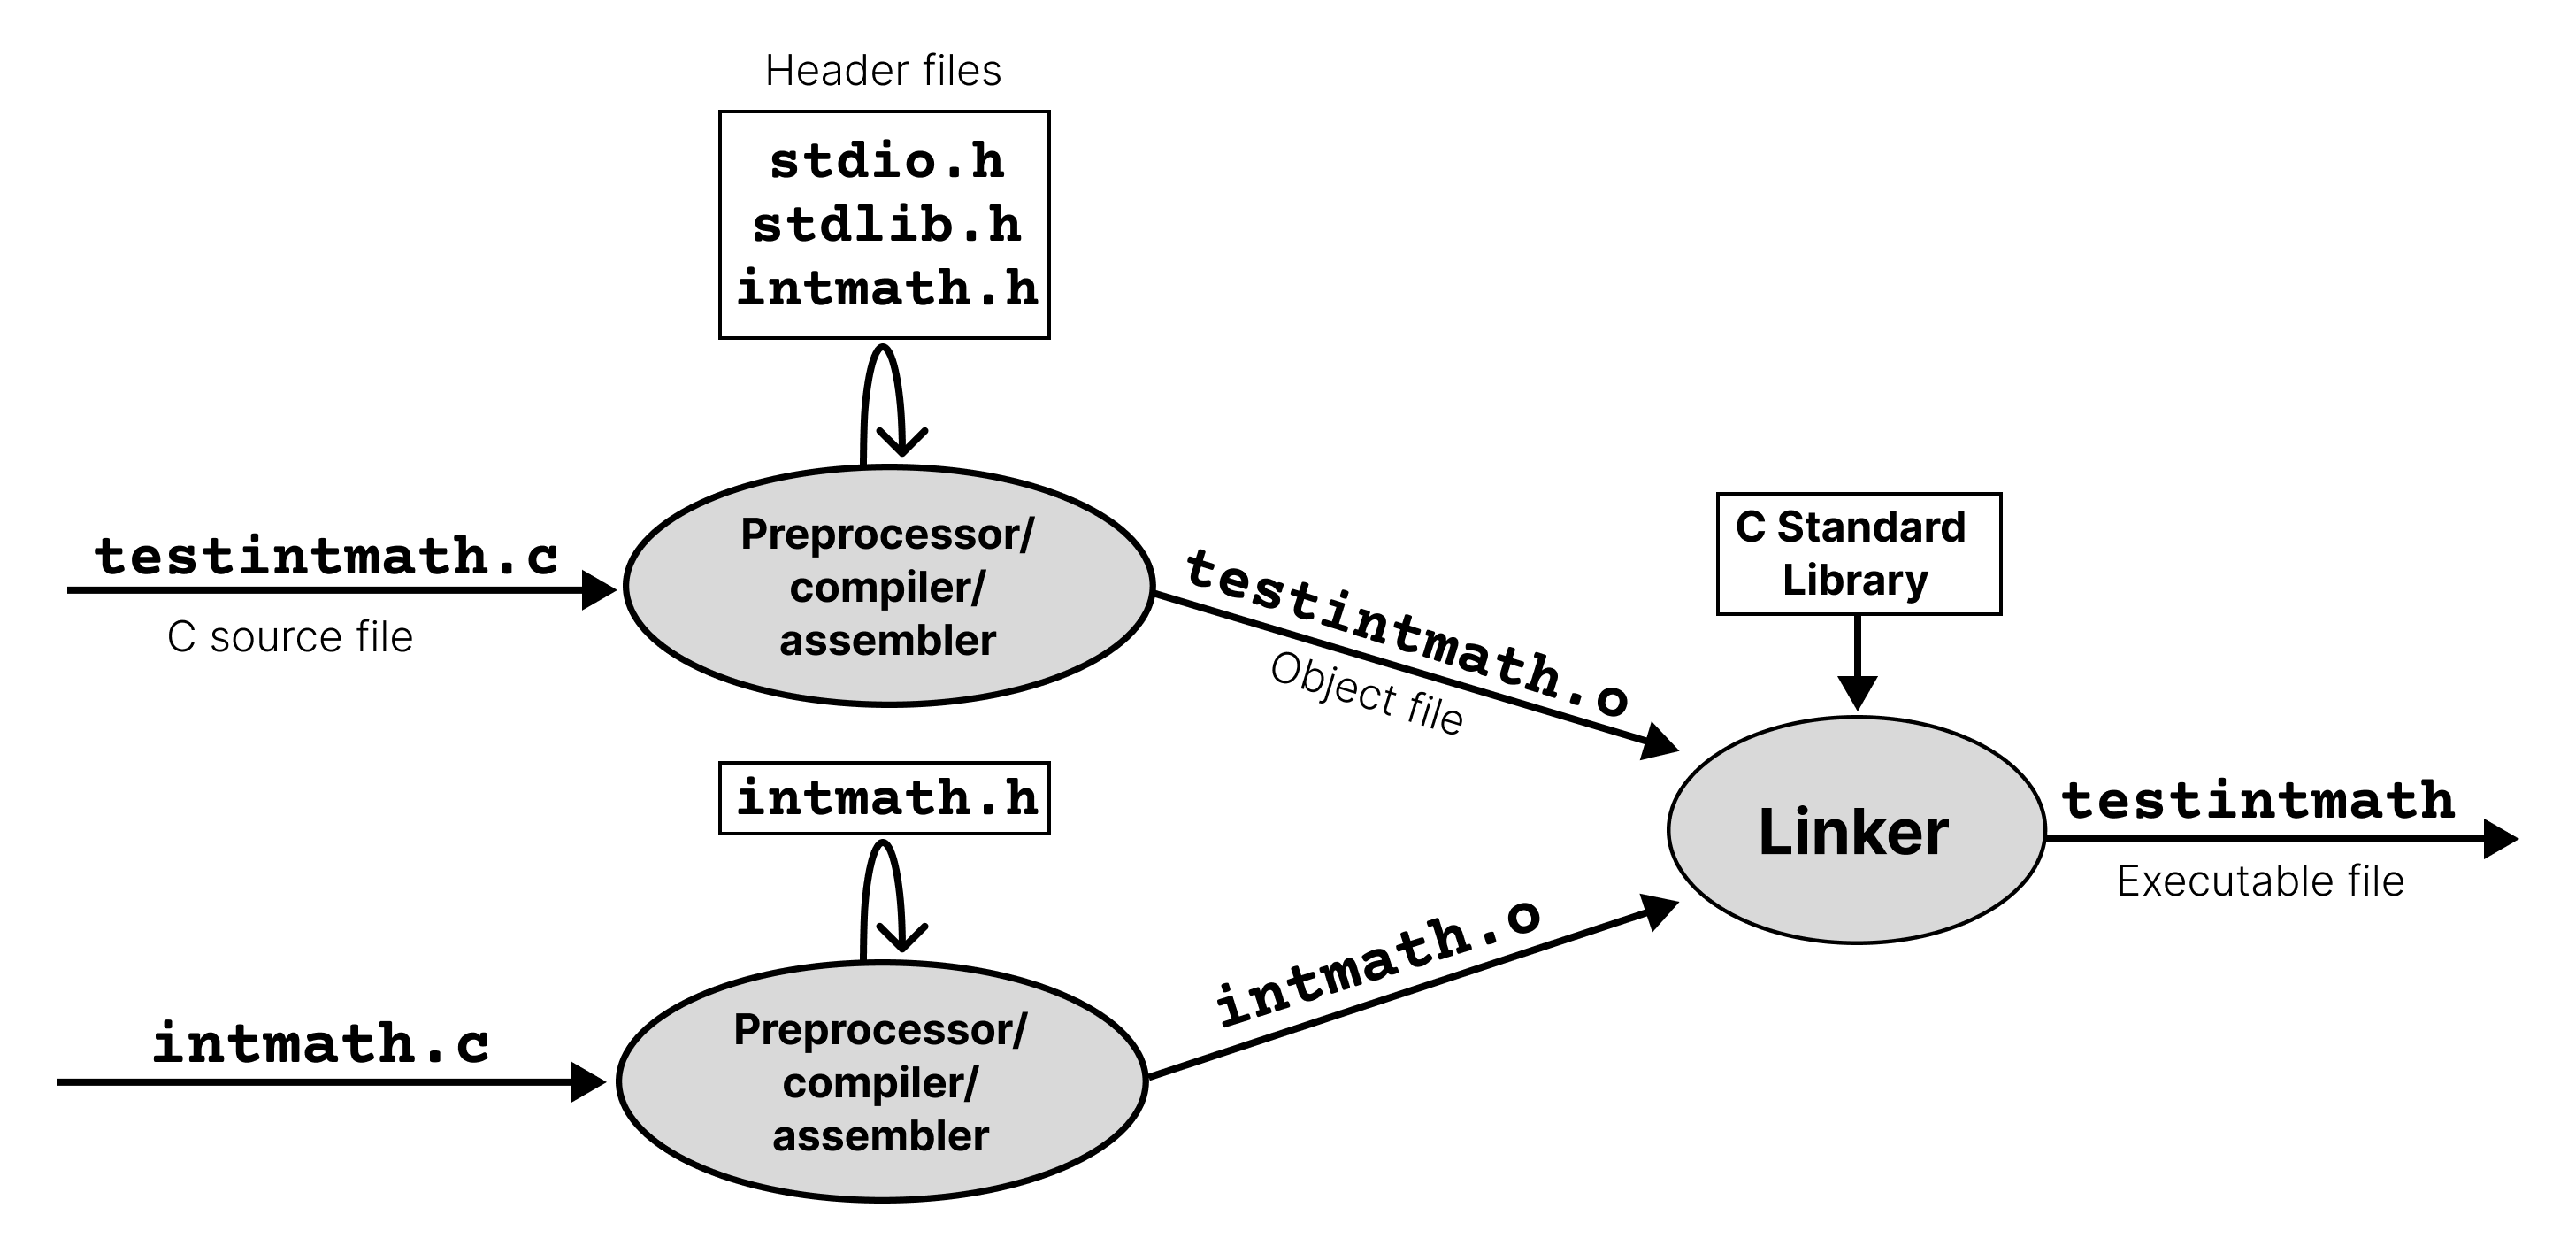 Header files
stdio.h
stdlib.h
intmath.h
testintmath.c
C source file
Preprocessor/
compiler/
assembler
testintmath.o
Object file
C Standard
Library
intmath.h
Linker
testintmath
Executable file
intmath.c
Preprocessor/
compiler/
assembler
intmath.o